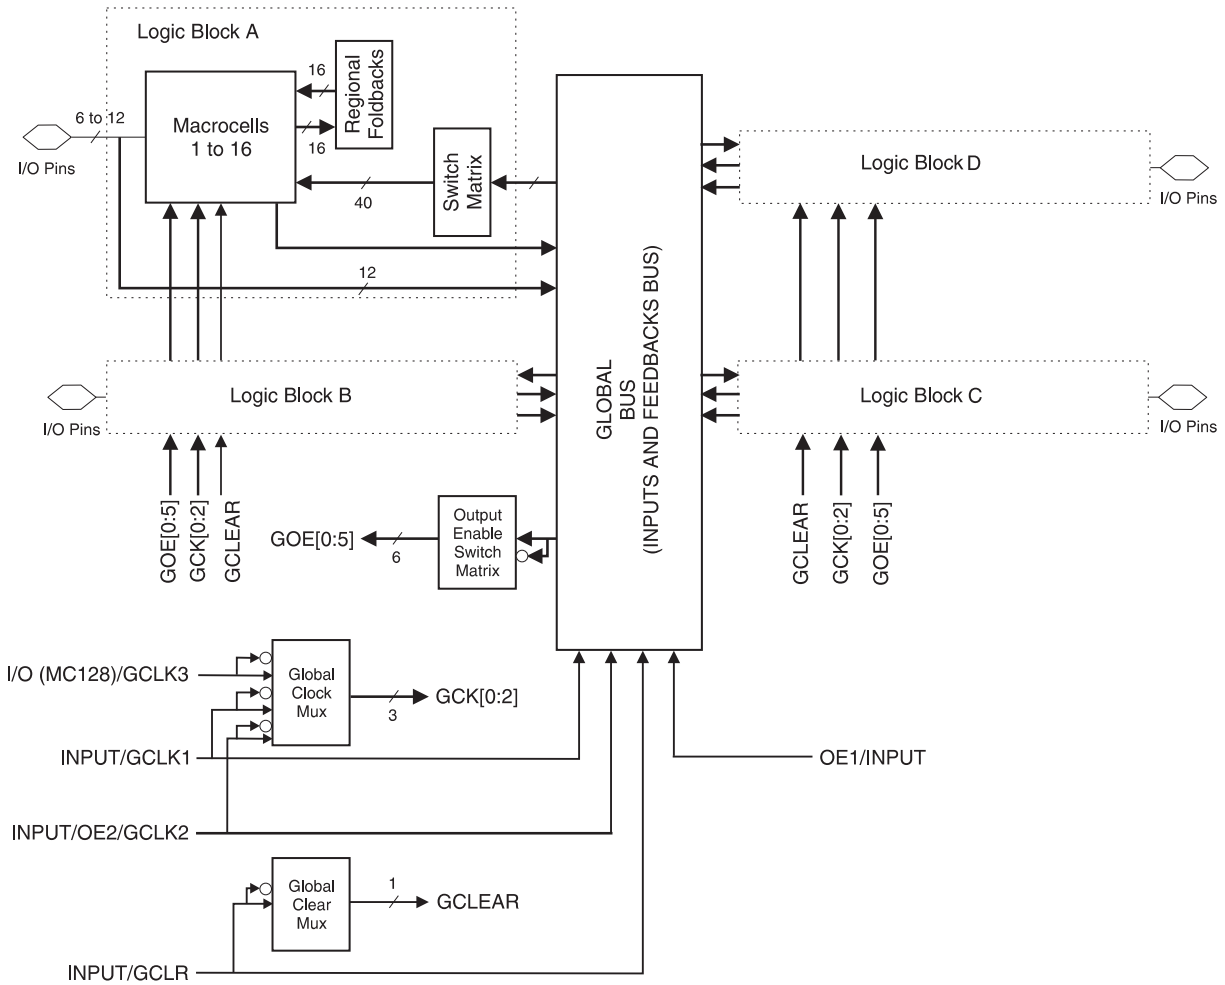 Logic Block A
16
Regional
Foldbacks
6 to 12
Macrocells
1 to 16
16
I/O Pins
Switch
Matrix
40
12
Logic Block D
I/O Pins
GLOBAL
BUS
(INPUTS AND FEEDBACKS BUS)
Logic Block B
I/O Pins
Logic Block C
I/O Pins
GOE[0:5]
GCK[0:2]
GCLEAR
GOE[0:5]
6
Output
Enable
Switch
Matrix
GCLEAR
GCK[0:2]
GOE[0:5]
I/O (MC128)/GCLK3
Global
Clock
Mux
3
GCK[0:2]
INPUT/GCLK1
OE1/INPUT
INPUT/OE2/GCLK2
Global
Clear
Mux
1
GCLEAR
INPUT/GCLR